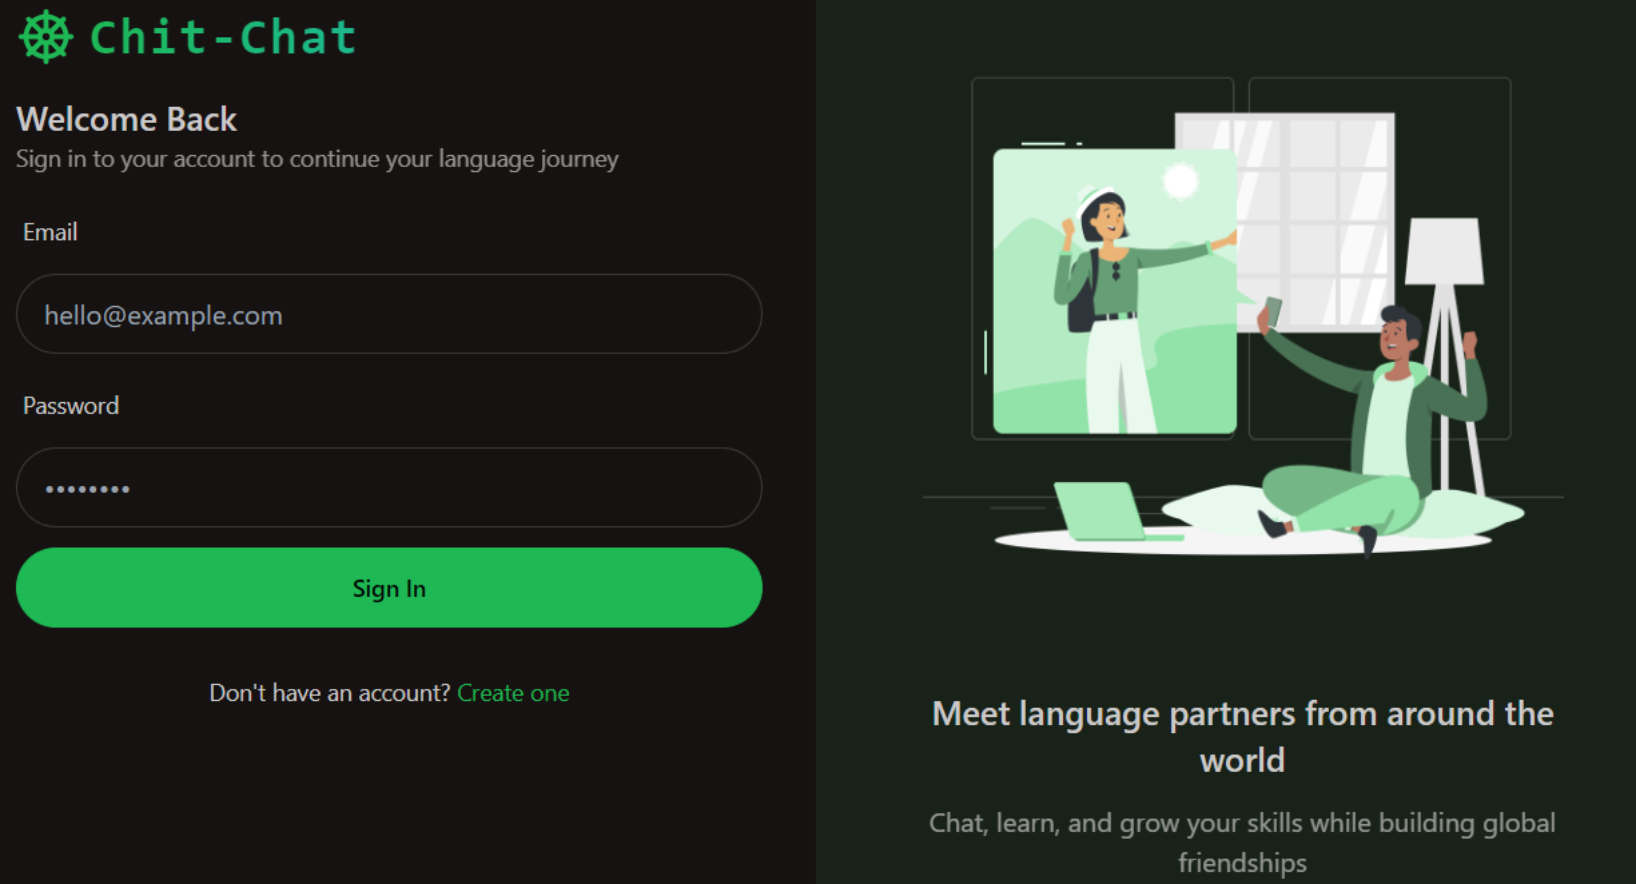 Chit-Chat
Welcome Back
Sign in to your account to continue your language journey
Email
hello@example.com
Password
••••••••
Sign In
Don't have an account? Create one
Meet language partners from around the
world
Chat, learn, and grow your skills while building global
friendships